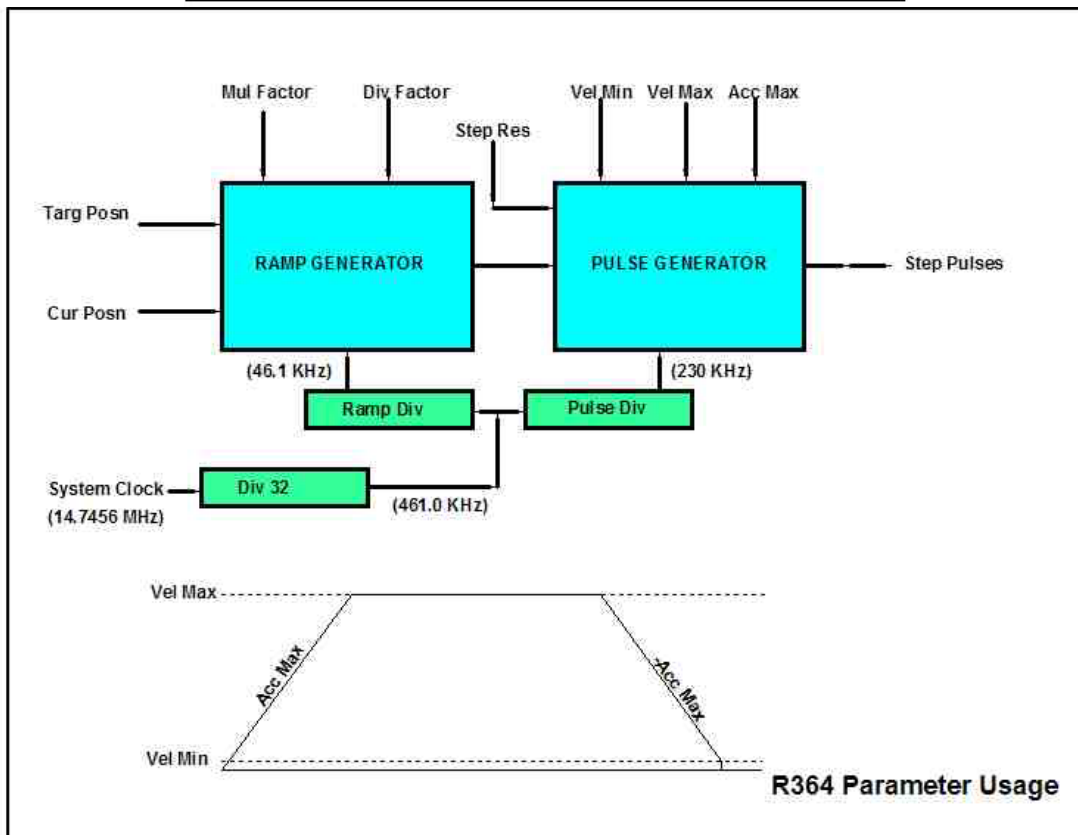 Mul Factor
Div Factor
Vel Min
Vel Max
Acc Max
Step Res
Targ Posn
RAMP GENERATOR
PULSE GENERATOR
Step Pulses
Cur Posn
(46.1 KHz)
(230 KHz)
Ramp Div
Pulse Div
System Clock
(14.7456 MHz)
Div 32
(461.0 KHz)
Vel Max
Acc Max
-Acc Max
Vel Min
R364 Parameter Usage